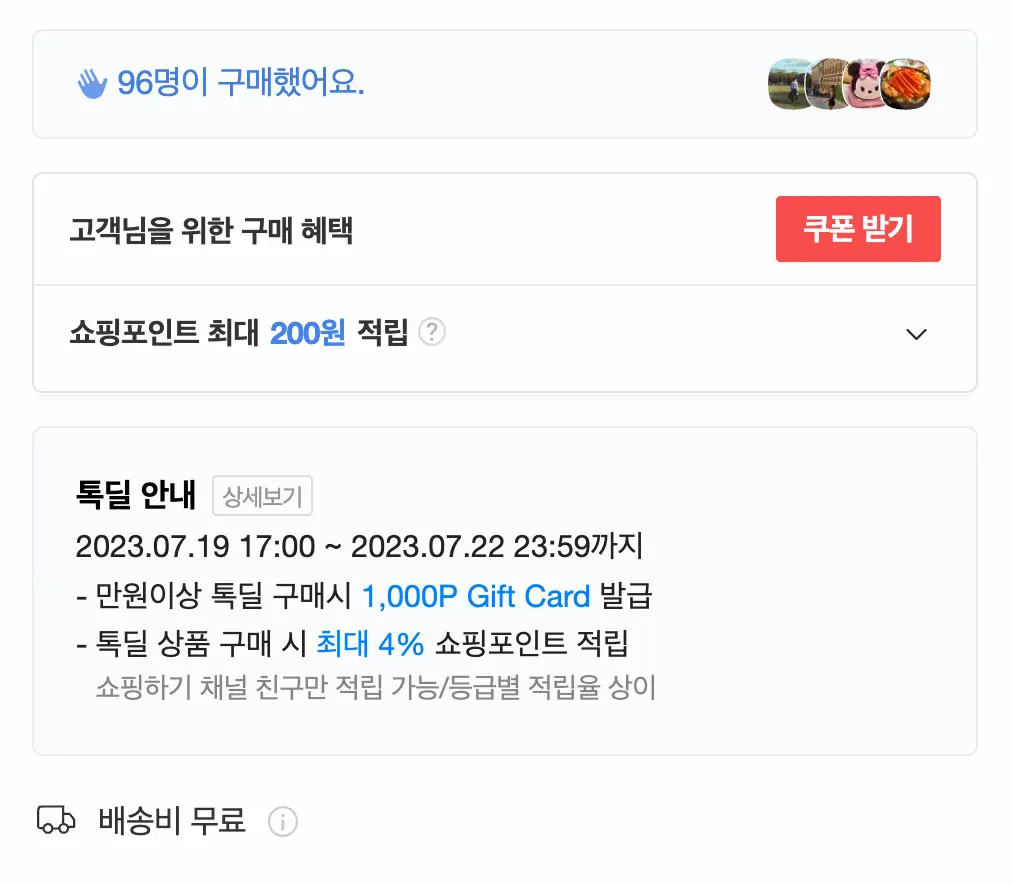 96명이 구매했어요.
고객님을 위한 구매 혜택
쿠폰 받기
쇼핑포인트 최대 200원 적립 ?
톡딜 안내 상세보기
2023.07.19 17:00 ~ 2023.07.22 23:59까지
- 만원이상 톡딜 구매시 1,000P Gift Card 발급
- 톡딜 상품 구매 시 최대 4% 쇼핑포인트 적립
쇼핑하기 채널 친구만 적립 가능/등급별 적립율 상이
배송비 무료 i